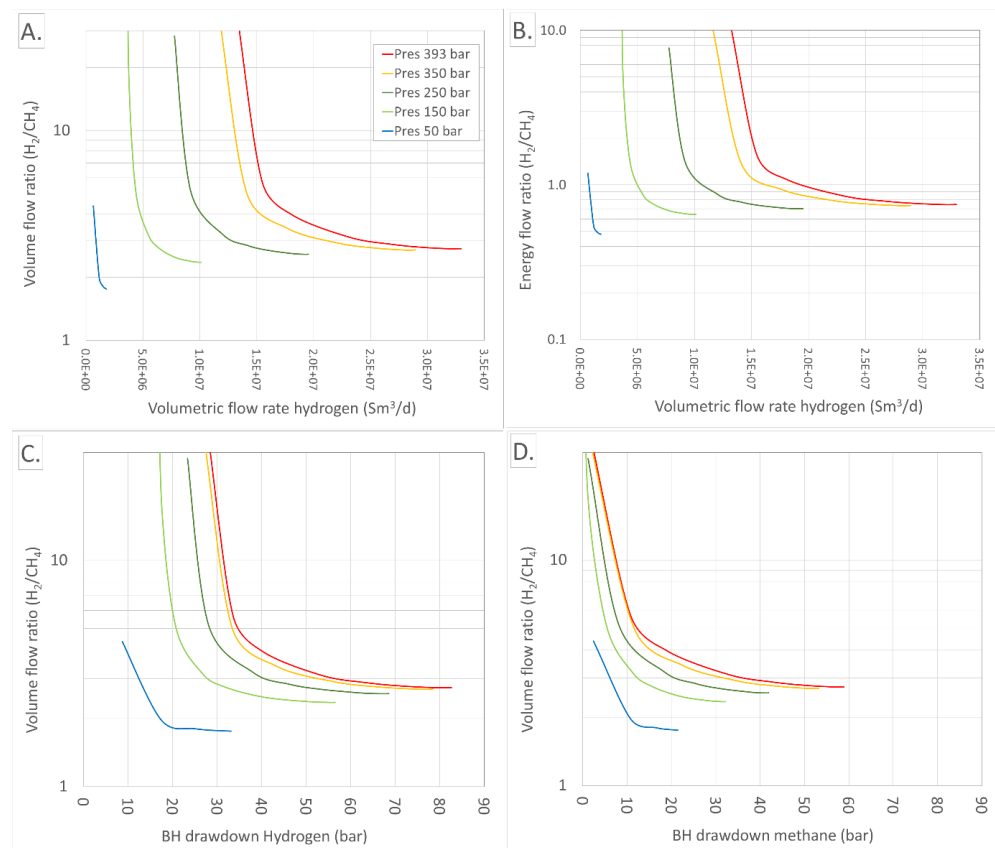 A.
Volume flow ratio (H₂/CH₄)
10
1
Pres 393 bar
Pres 350 bar
Pres 250 bar
Pres 150 bar
Pres 50 bar
0.0E+00
5.0E+06
1.0E+07
1.5E+07
2.0E+07
2.5E+07
3.0E+07
3.5E+07
Volumetric flow rate hydrogen (Sm³/d)
B.
Energy flow ratio (H₂/CH₄)
10.0
1.0
0.1
0.0E+00
5.0E+06
1.0E+07
1.5E+07
2.0E+07
2.5E+07
3.0E+07
3.5E+07
Volumetric flow rate hydrogen (Sm³/d)
C.
Volume flow ratio (H₂/CH₄)
10
1
0
10
20
30
40
50
60
70
80
90
BH drawdown Hydrogen (bar)
D.
Volume flow ratio (H₂/CH₄)
10
1
0
10
20
30
40
50
60
70
80
90
BH drawdown methane (bar)